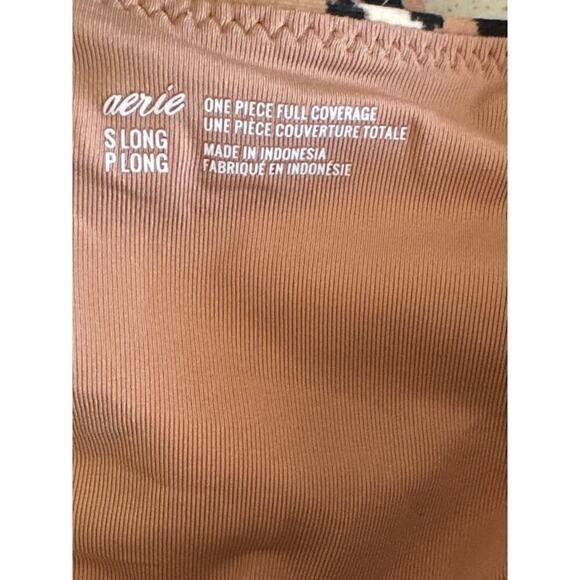 aerie
S LONG
P LONG
ONE PIECE FULL COVERAGE
UNE PIÈCE COUVERTURE TOTALE
MADE IN INDONESIA
FABRIQUÉ EN INDONÉSIE